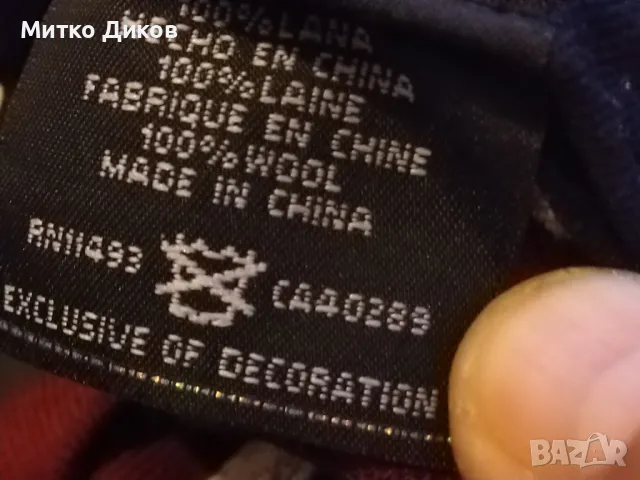 Митко Диков
100% LANA
HECHO EN CHINA
100% LAINE
FABRIQUE EN CHINE
100% WOOL
MADE IN CHINA
RN11493 CA40289
EXCLUSIVE OF DECORATION
BAZAR